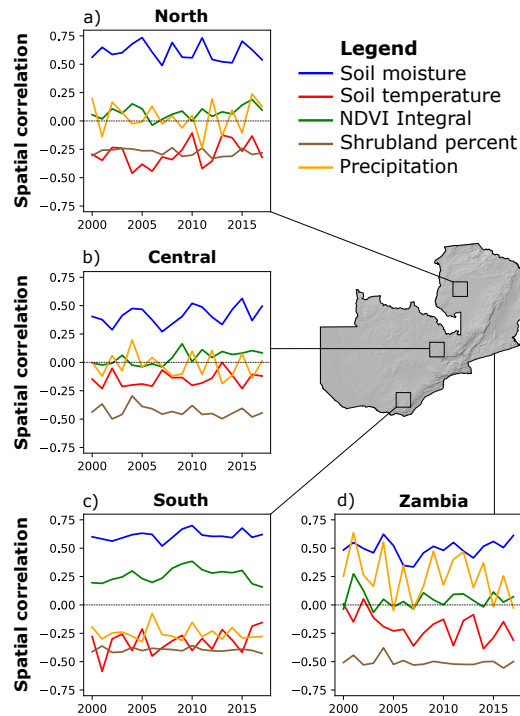 a) North
Spatial correlation
0.75
0.50
0.25
0.00
−0.25
−0.50
−0.75
2000 2005 2010 2015
Legend
Soil moisture
Soil temperature
NDVI Integral
Shrubland percent
Precipitation
b) Central
Spatial correlation
0.75
0.50
0.25
0.00
−0.25
−0.50
−0.75
2000 2005 2010 2015
c) South
Spatial correlation
0.75
0.50
0.25
0.00
−0.25
−0.50
−0.75
2000 2005 2010 2015
d) Zambia
0.75
0.50
0.25
0.00
−0.25
−0.50
−0.75
2000 2005 2010 2015